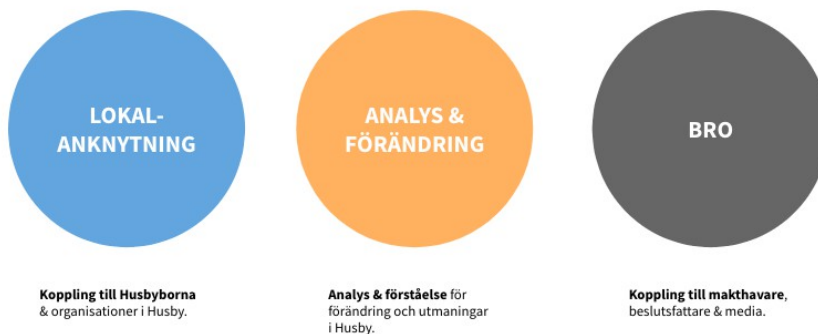 LOKAL-
ANKNYTNING
ANALYS &
FÖRÄNDRING
BRO
Koppling till Husbyborna
& organisationer i Husby.
Analys & förståelse för
förändring och utmaningar
i Husby.
Koppling till makthavare,
beslutsfattare & media.